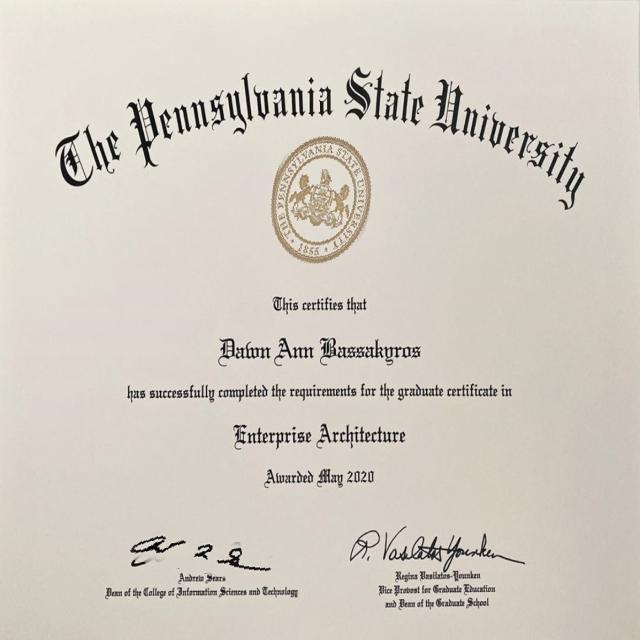 The Pennsylvania State University
THE PENNSYLVANIA STATE UNIVERSITY
1855
This certifies that
Dawn Ann Bassakyros
has successfully completed the requirements for the graduate certificate in
Enterprise Architecture
Awarded May 2020
R. Vasilatos-Younken
Andrew Sears
Dean of the College of Information Sciences and Technology
Regina Vasilatos-Younken
Vice Provost for Graduate Education
and Dean of the Graduate School